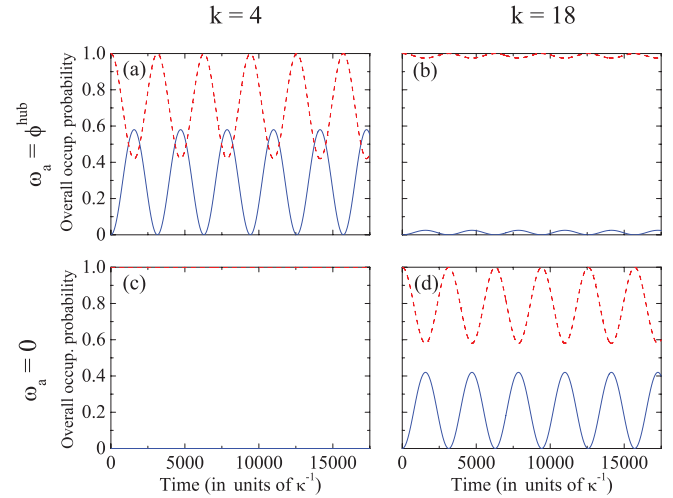 k = 4
k = 18
ω_a = ϕ^hub
Overall occup. probability
1.0
0.8
0.6
0.4
0.2
0
(a)
(b)
ω_a = 0
Overall occup. probability
1.0
0.8
0.6
0.4
0.2
0
(c)
(d)
0 5000 10000 15000
0 5000 10000 15000
Time (in units of κ⁻¹)
Time (in units of κ⁻¹)